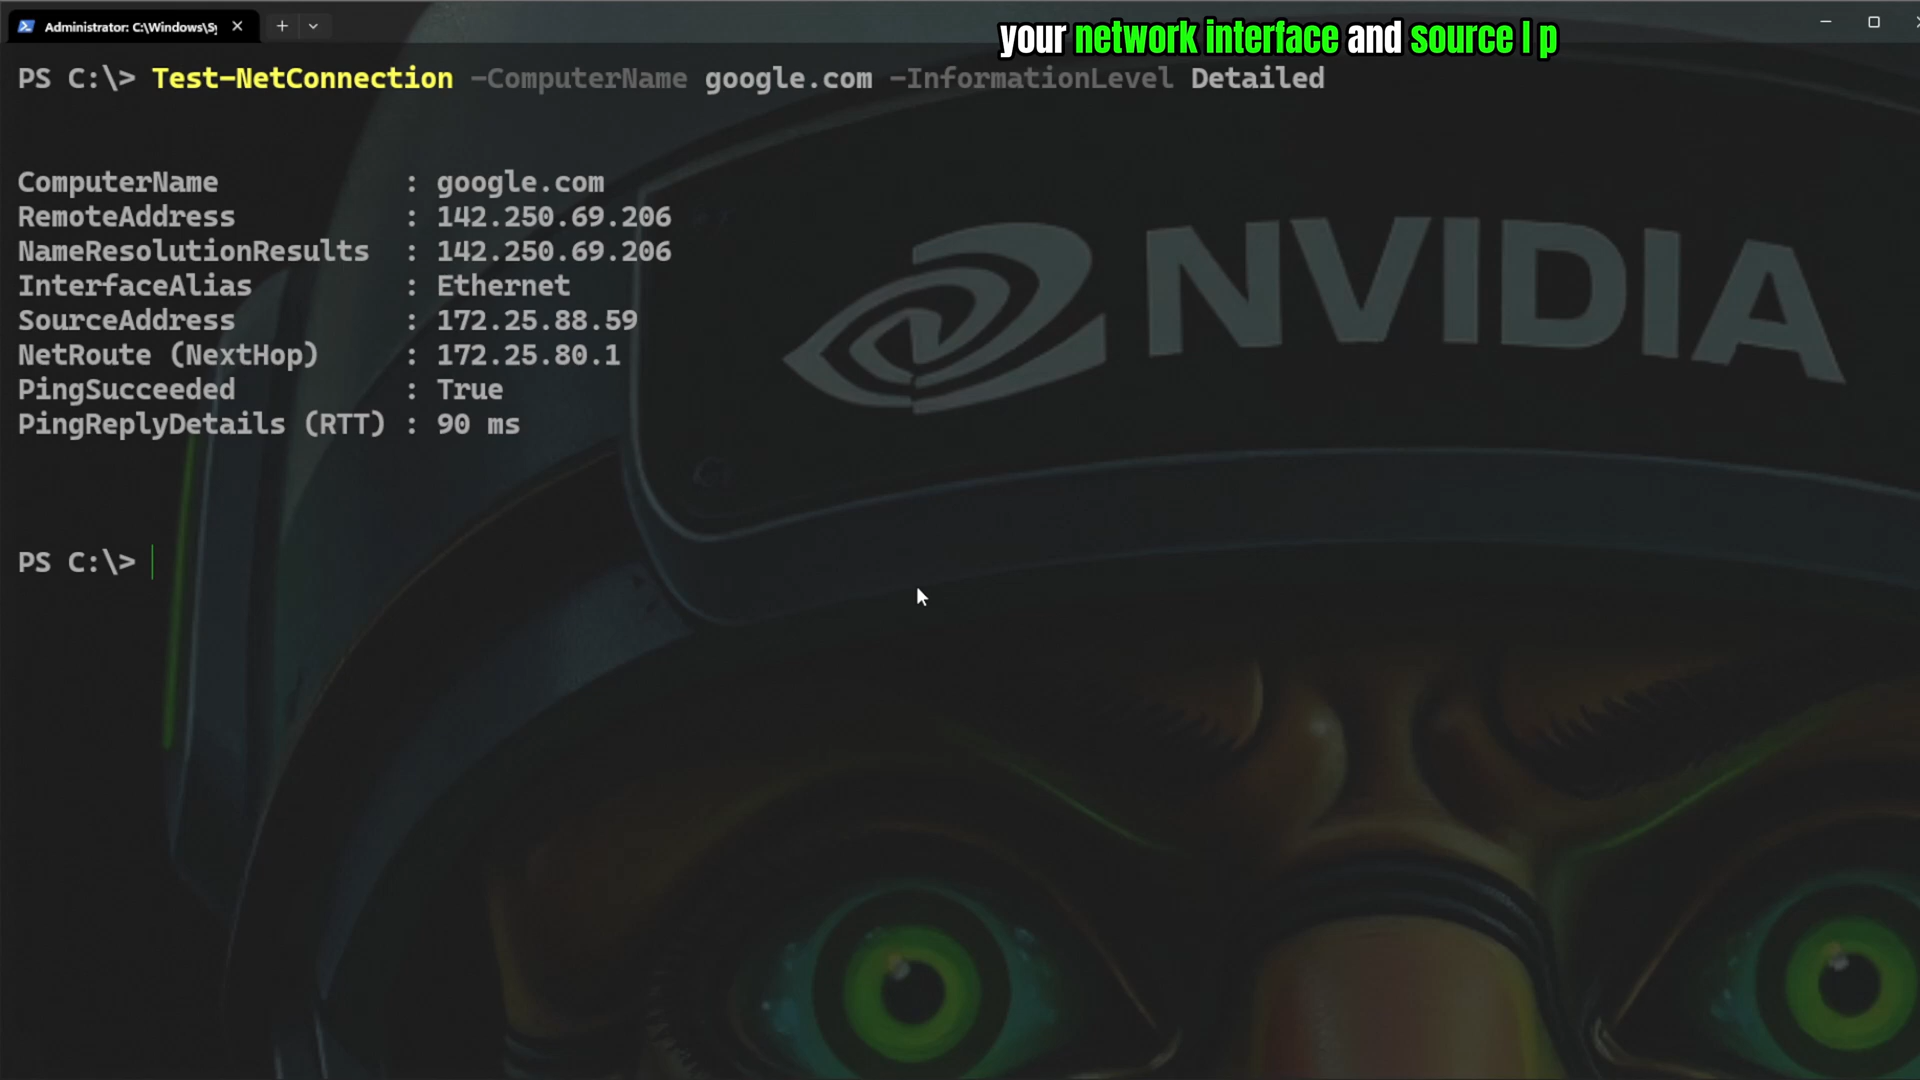 Administrator: C:\Windows\Sy
your network interface and source I p
PS C:\> Test-NetConnection -ComputerName google.com -InformationLevel Detailed
ComputerName : google.com
RemoteAddress : 142.250.69.206
NameResolutionResults : 142.250.69.206
InterfaceAlias : Ethernet
SourceAddress : 172.25.88.59
NetRoute (NextHop) : 172.25.80.1
PingSucceeded : True
PingReplyDetails (RTT) : 90 ms
NVIDIA
PS C:\>